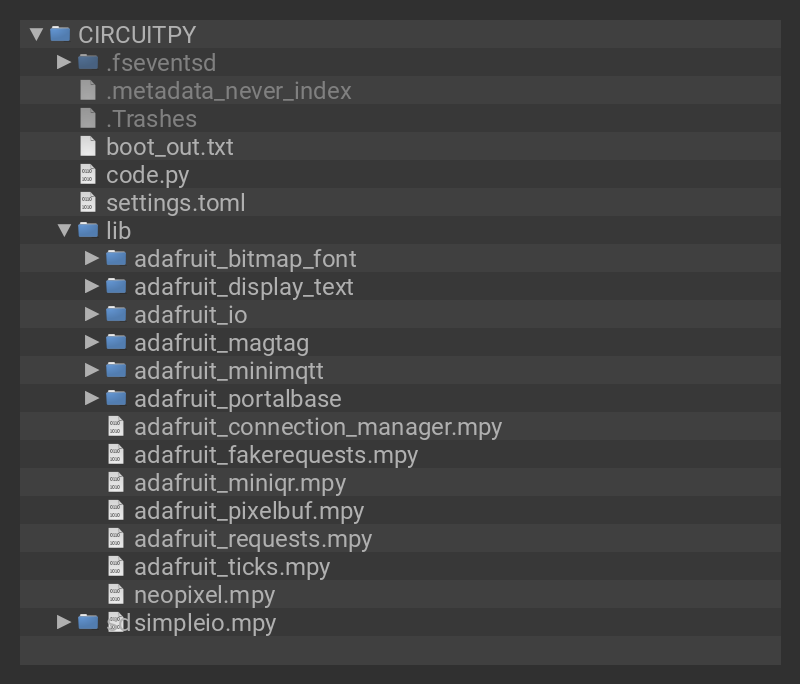 CIRCUITPY
.fseventsd
.metadata_never_index
.Trashes
boot_out.txt
code.py
settings.toml
lib
adafruit_bitmap_font
adafruit_display_text
adafruit_io
adafruit_magtag
adafruit_minimqtt
adafruit_portalbase
adafruit_connection_manager.mpy
adafruit_fakerequests.mpy
adafruit_miniqr.mpy
adafruit_pixelbuf.mpy
adafruit_requests.mpy
adafruit_ticks.mpy
neopixel.mpy
sd simpleio.mpy